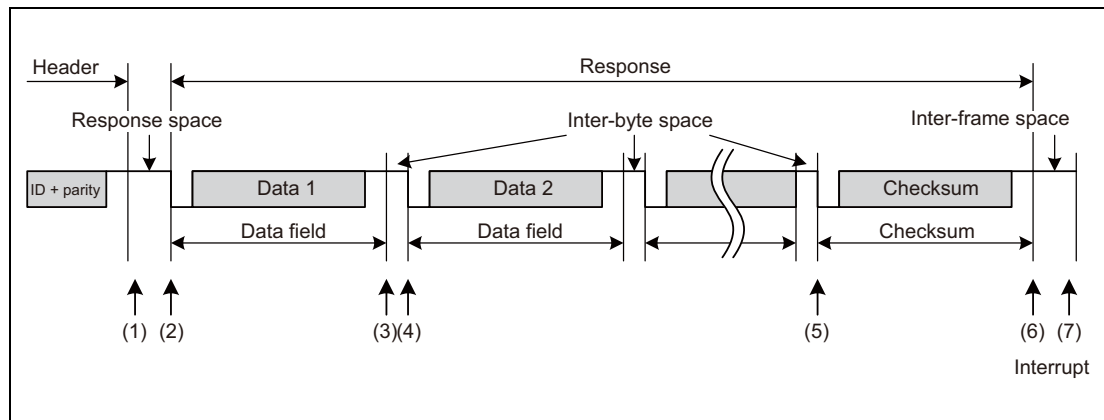 Header
Response
Response space
Inter-byte space
Inter-frame space
ID + parity
Data 1
Data 2
Checksum
Data field
Data field
Checksum
(1)
(2)
(3)
(4)
(5)
(6)
(7)
Interrupt